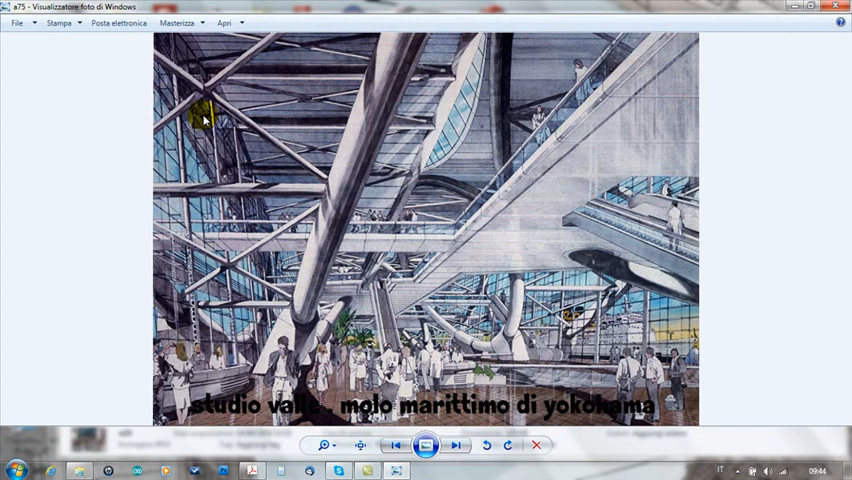 a75 - Visualizzatore foto di Windows
File Stampa Posta elettronica Masterizza Apri
studio valle . molo marittimo di yokohama
IT 09:44